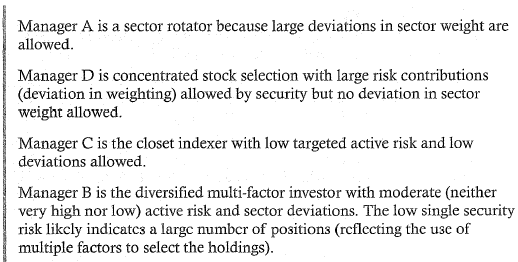 Manager A is a sector rotator because large deviations in sector weight are
allowed.
Manager D is concentrated stock selection with large risk contributions
(deviation in weighting) allowed by security but no deviation in sector
weight allowed.
Manager C is the closet indexer with low targeted active risk and low
deviations allowed.
Manager B is the diversified multi-factor investor with moderate (neither
very high nor low) active risk and sector deviations. The low single security
risk likely indicates a large number of positions (reflecting the use of
multiple factors to select the holdings).